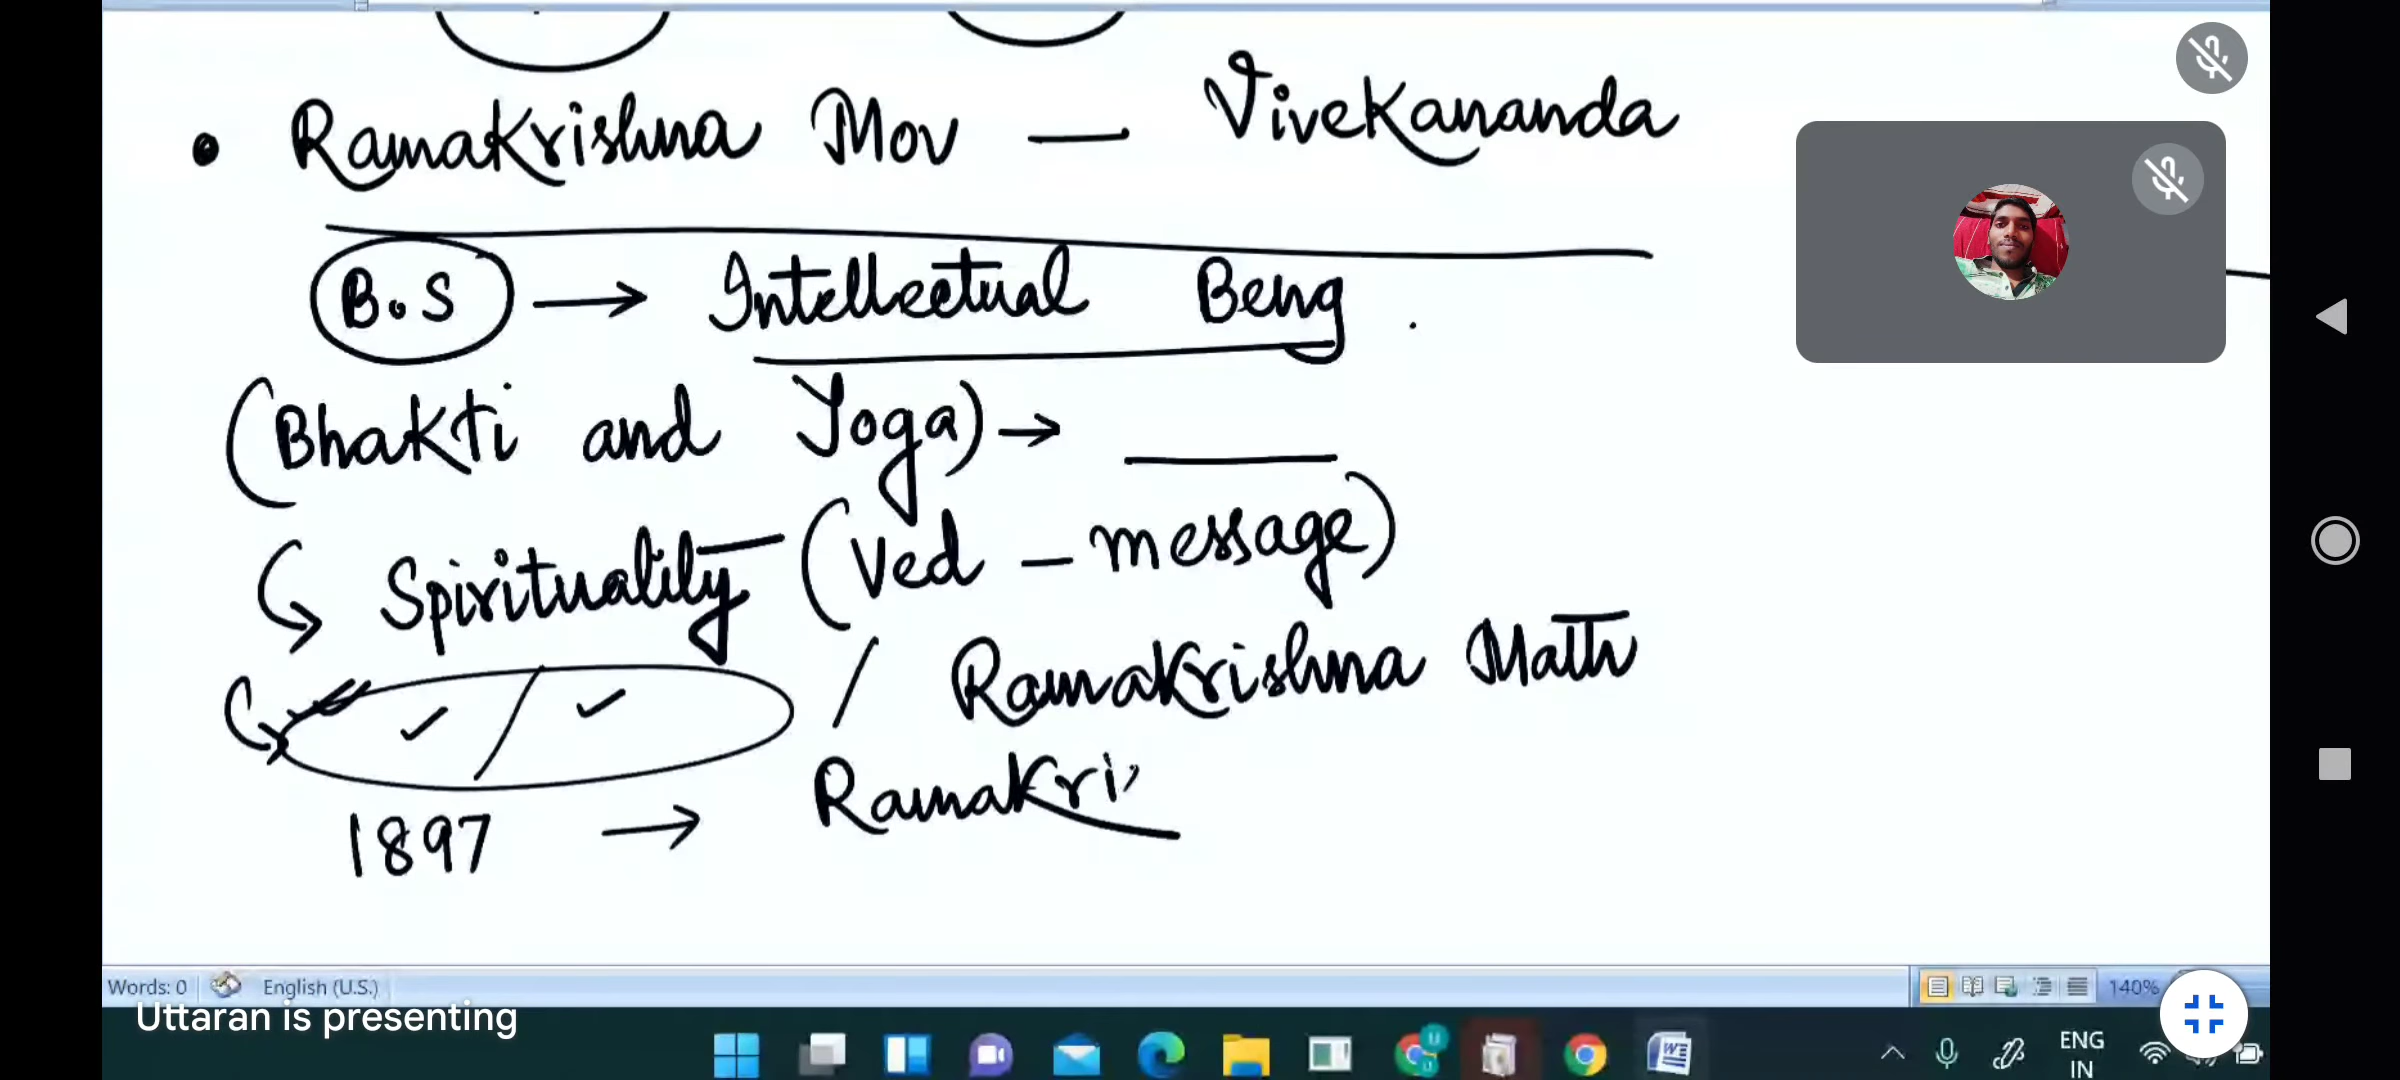 • Ramakrishna Mov — Vivekananda
B.S → Intellectual Beng .
(Bhakti and Yoga) → ______
Spirituality — (Ved – message)
/ Ramakrishna Math
1897 → Ramakri
Words: 0 English (U.S.) 140%
Uttaran is presenting
ENG
IN